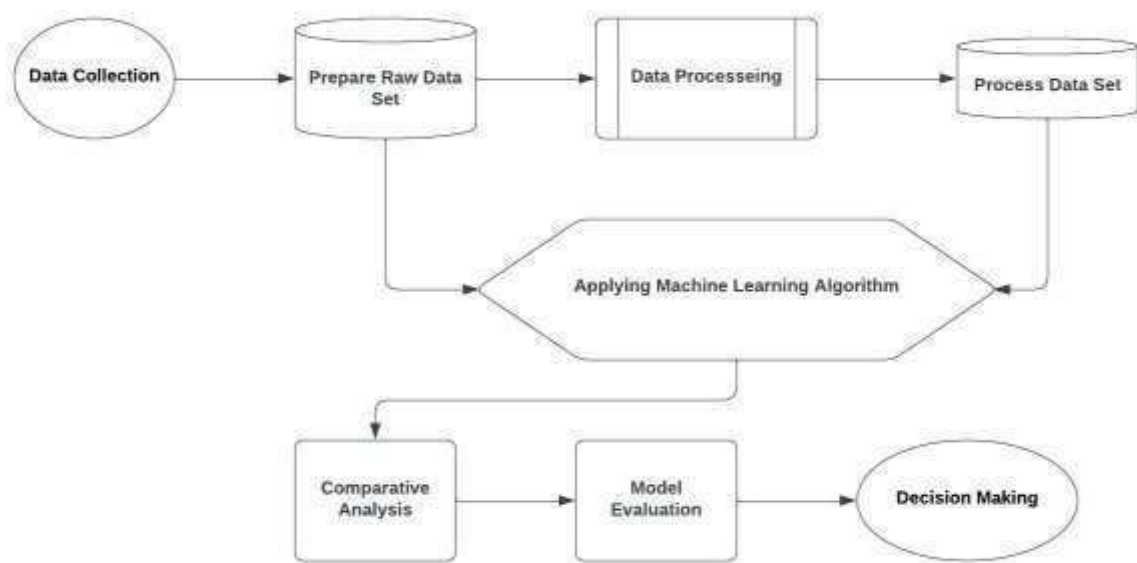 Data Collection
Prepare Raw Data
Set
Data Processeing
Process Data Set
Applying Machine Learning Algorithm
Comparative
Analysis
Model
Evaluation
Decision Making